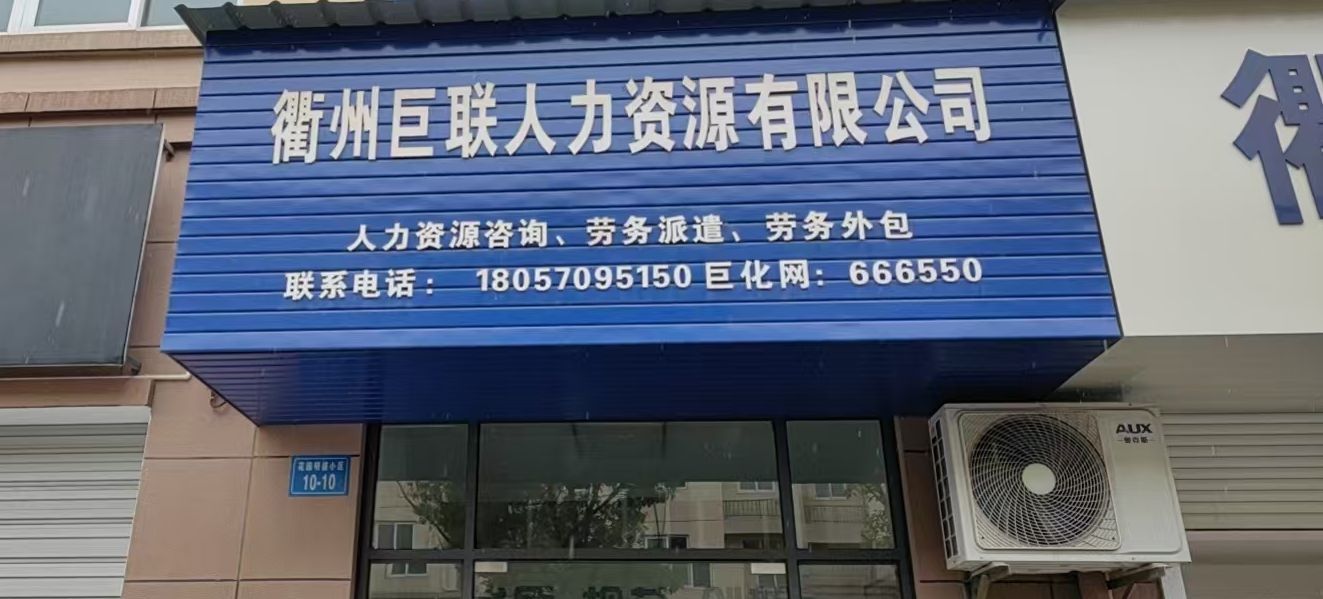 衢州巨联人力资源有限公司
人力资源咨询、劳务派遣、劳务外包
联系电话： 18057095150 巨化网：666550
衢
10-10
AUX